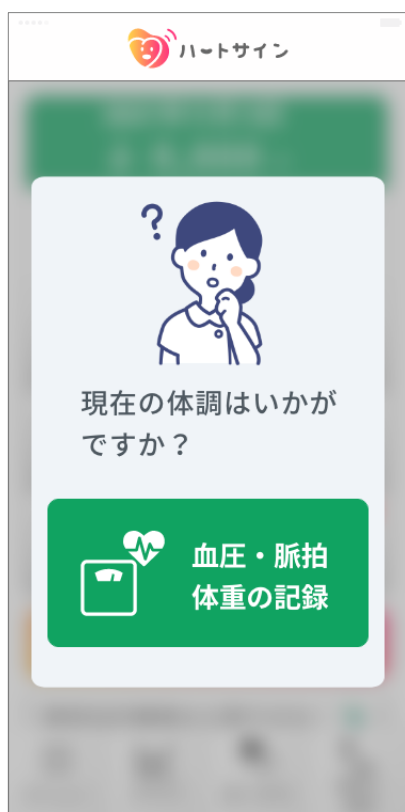 ハートサイン
?
現在の体調はいかが
ですか？
血圧・脈拍
体重の記録